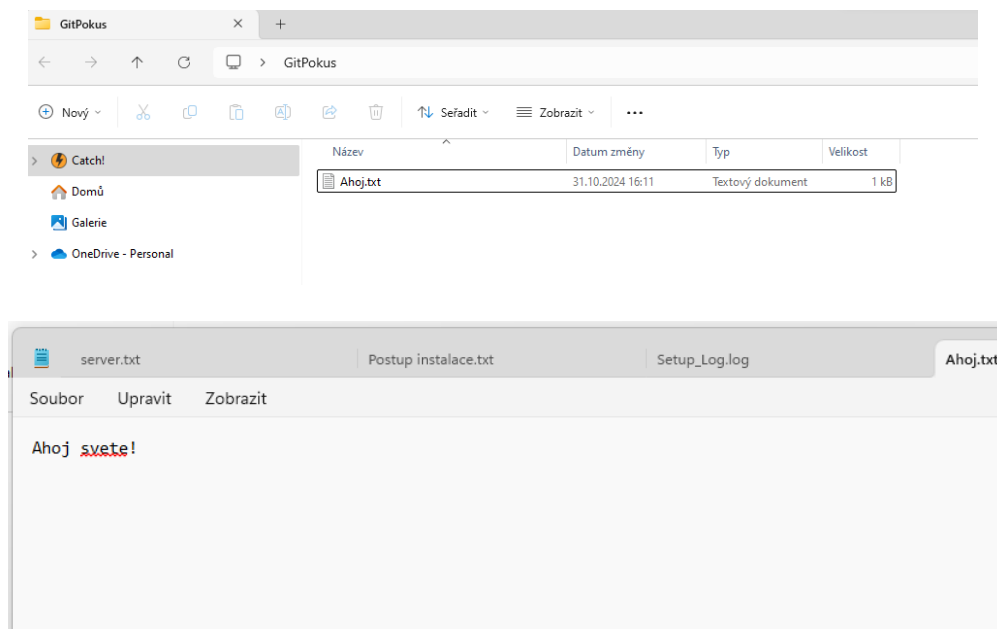 GitPokus
GitPokus
Nový
Seřadit
Zobrazit
Název Datum změny Typ Velikost
Catch!
Ahoj.txt 31.10.2024 16:11 Textový dokument 1 kB
Domů
Galerie
OneDrive - Personal
server.txt Postup instalace.txt Setup_Log.log Ahoj.txt
Soubor Upravit Zobrazit
Ahoj svete!